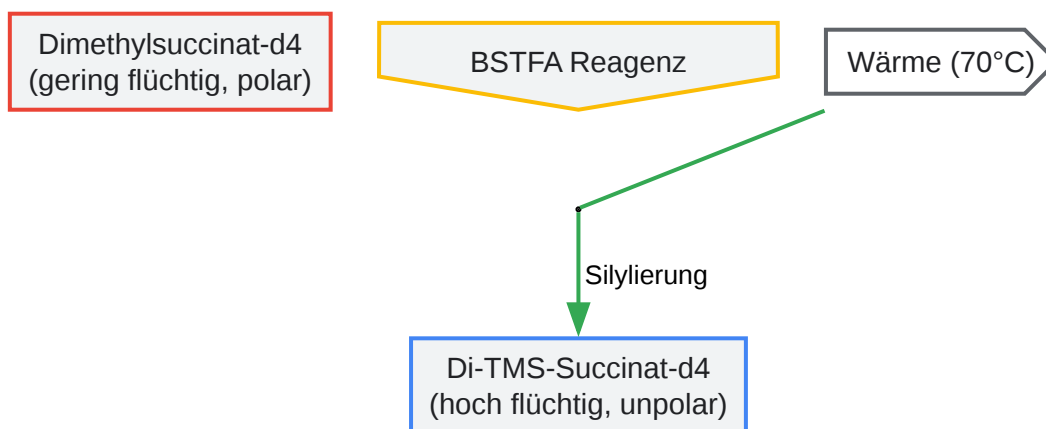 Dimethylsuccinat-d4
(gering flüchtig, polar)
BSTFA Reagenz
Wärme (70°C)
Silylierung
Di-TMS-Succinat-d4
(hoch flüchtig, unpolar)